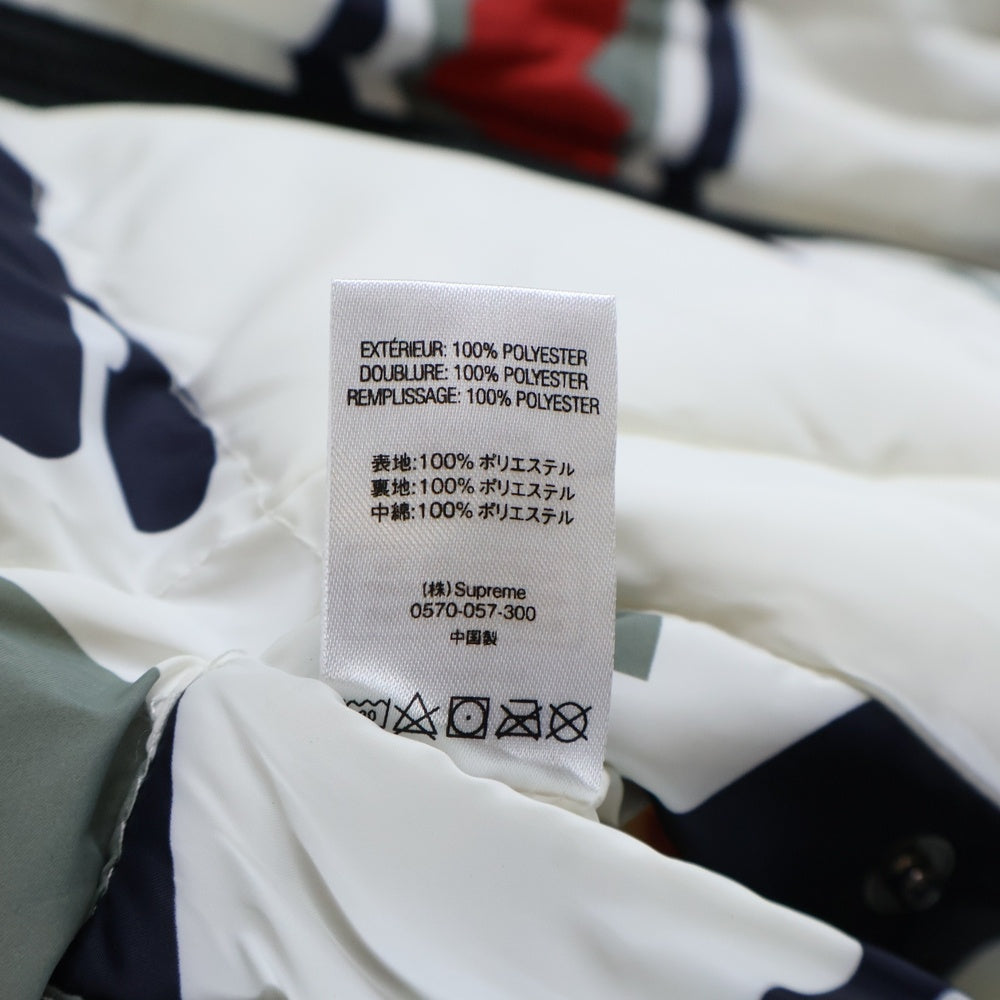 EXTÉRIEUR: 100% POLYESTER
DOUBLURE: 100% POLYESTER
REMPLISSAGE: 100% POLYESTER
表地:100% ポリエステル
裏地:100% ポリエステル
中綿:100% ポリエステル
(株) Supreme
0570-057-300
中国製